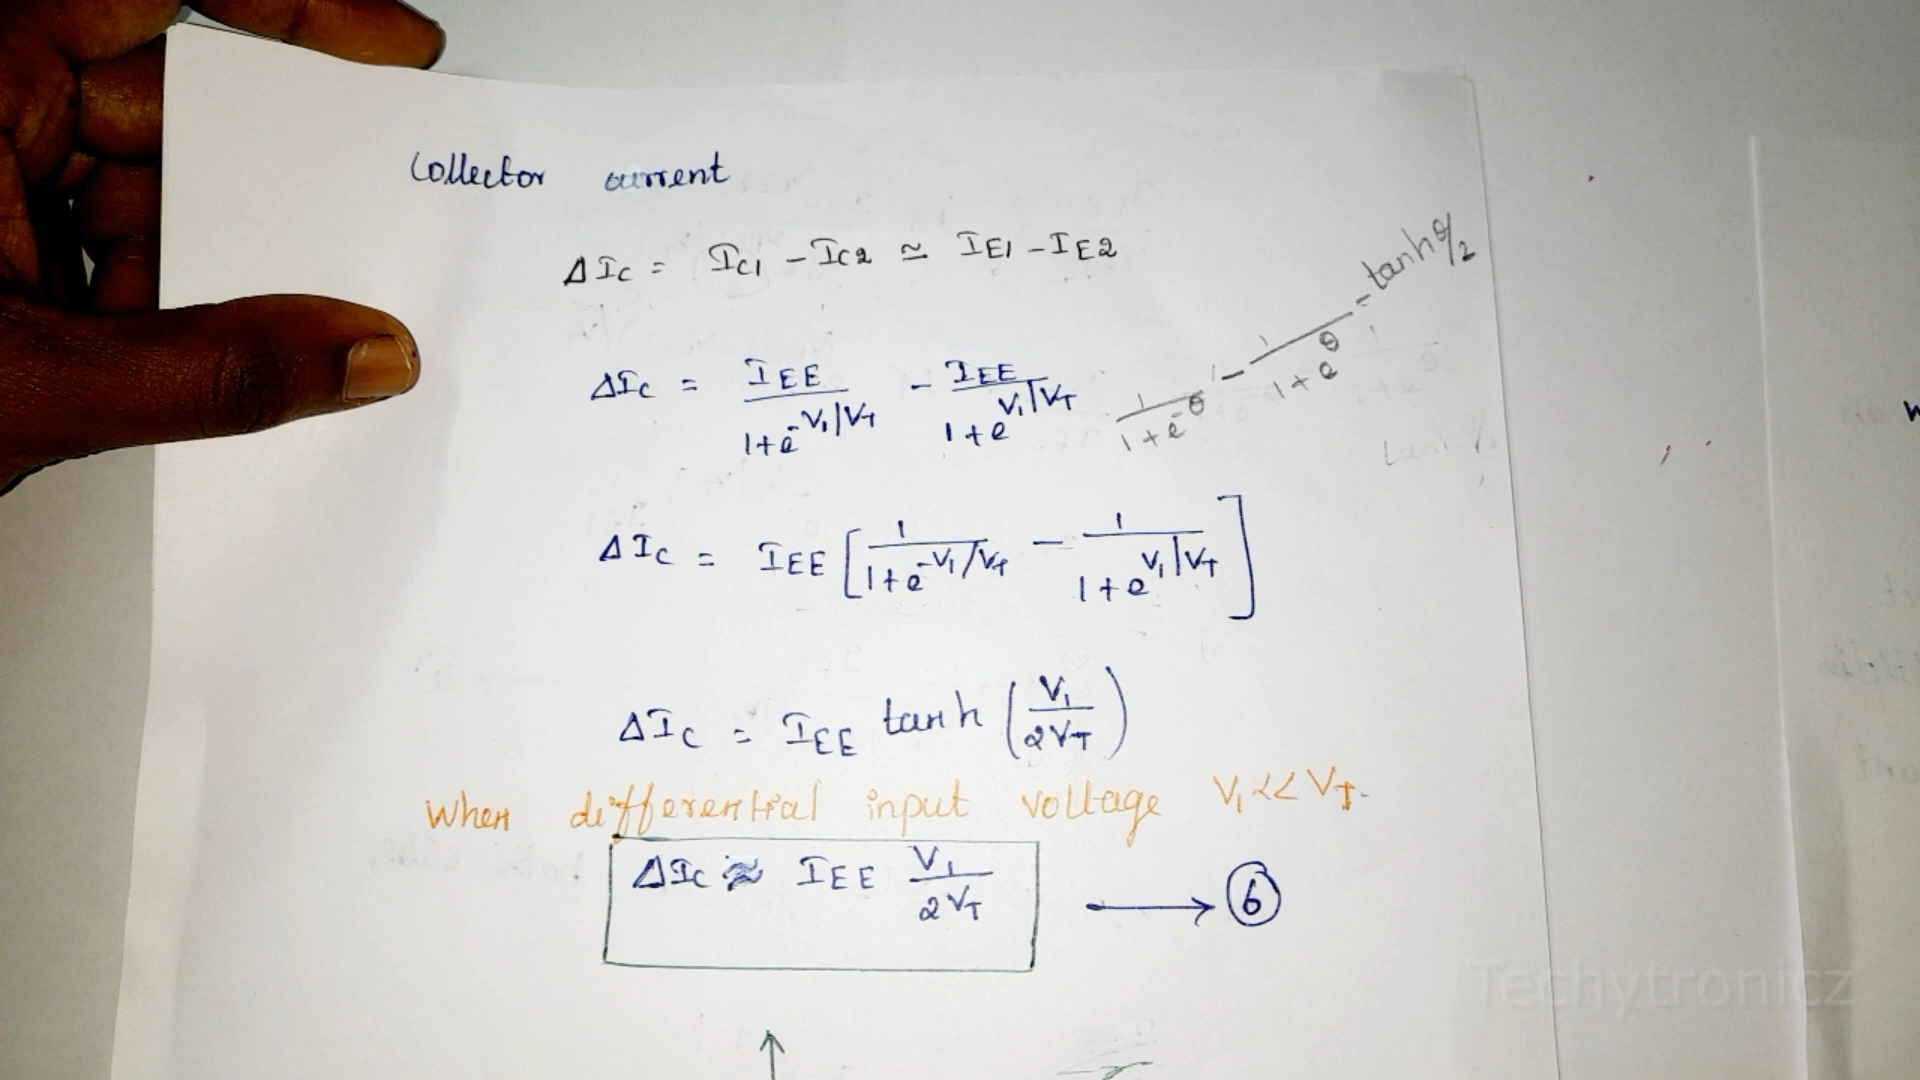 Collector current
ΔIC = IC1 - IC2 ≃ IE1 - IE2
1/(1+e^-θ) - 1/(1+e^θ) = tanh θ/2
ΔIC = IEE/(1+e^-V1/VT) - IEE/(1+e^V1/VT)
ΔIC = IEE [1/(1+e^-V1/VT) - 1/(1+e^V1/VT)]
ΔIC = IEE tanh (V1/2VT)
When differential input voltage V1 << VT.
ΔIC ≈ IEE V1/2VT → 6
Techytronicz